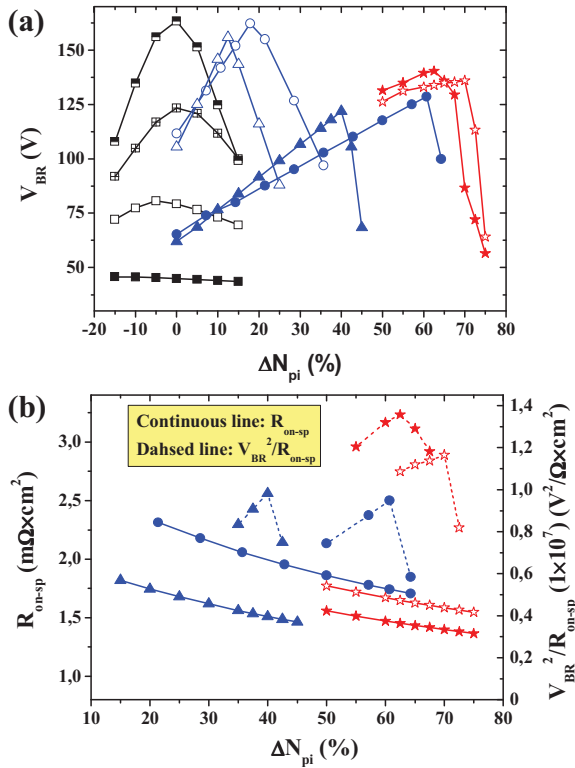 (a)
150
125
100
75
50
V_BR (V)
-20 -10 0 10 20 30 40 50 60 70 80
ΔN_pi (%)
(b)
Continuous line: R_on-sp
Dahsed line: V_BR^2/R_on-sp
3,0
2,5
2,0
1,5
1,0
R_on-sp (mΩ×cm^2)
1,4
1,2
1
0,8
0,6
0,4
0,2
0
V_BR^2/R_on-sp (1×10^7) (V^2/Ω×cm^2)
10 20 30 40 50 60 70 80
ΔN_pi (%)